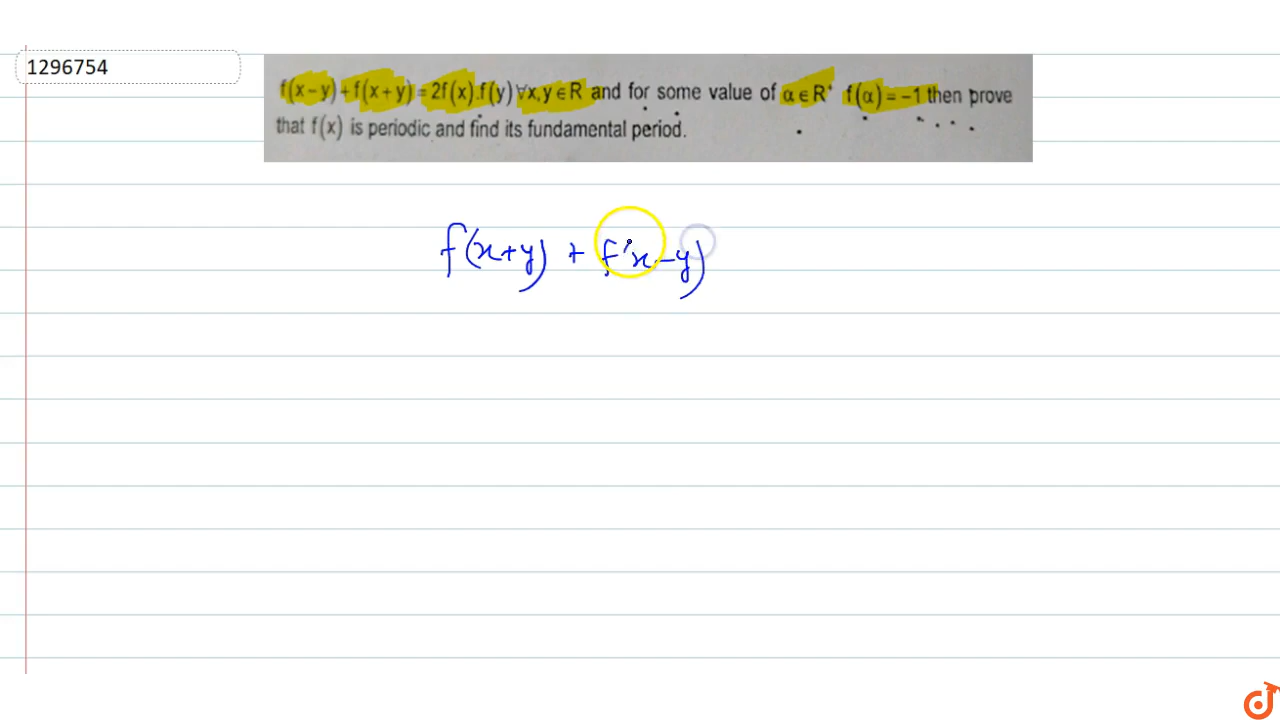 1296754
f(x-y)+f(x+y)=2f(x).f(y)∀x,y∈R and for some value of α∈R⁺ f(α)=-1 then prove
that f(x) is periodic and find its fundamental period.
f(x+y) + f(x-y)